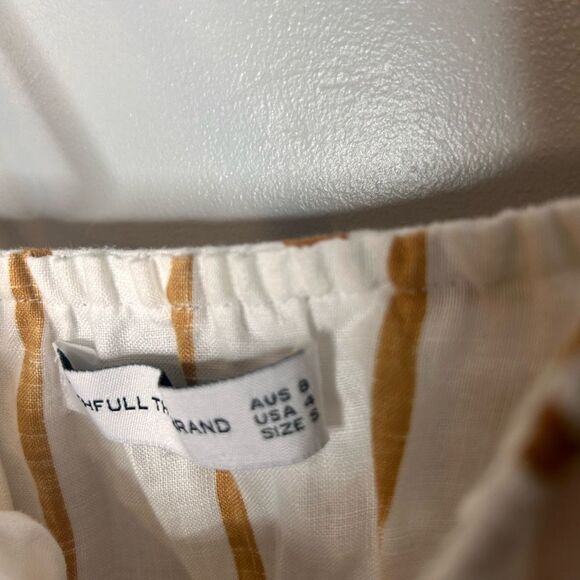 HFULL TH
RAND
AUS 8
USA 4
SIZE S